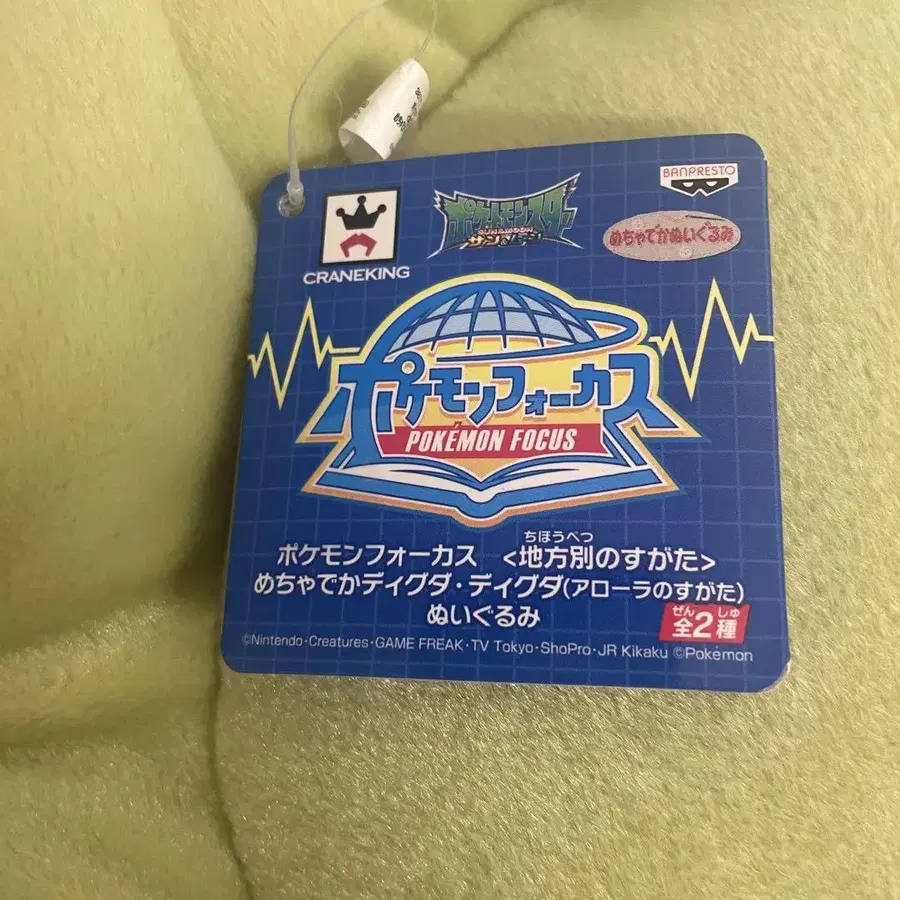 BANPRESTO
ポケットモンスター
SUN&MOON
サン&ムーン
めちゃでかぬいぐるみ
CRANEKING
ポケモンフォーカス
POKÉMON FOCUS
ちほうべつ
ポケモンフォーカス <地方別のすがた>
めちゃでかディグダ・ディグダ(アローラのすがた)
ぬいぐるみ
ぜん しゅ
全2種
©Nintendo・Creatures・GAME FREAK・TV Tokyo・ShoPro・JR Kikaku ©Pokémon